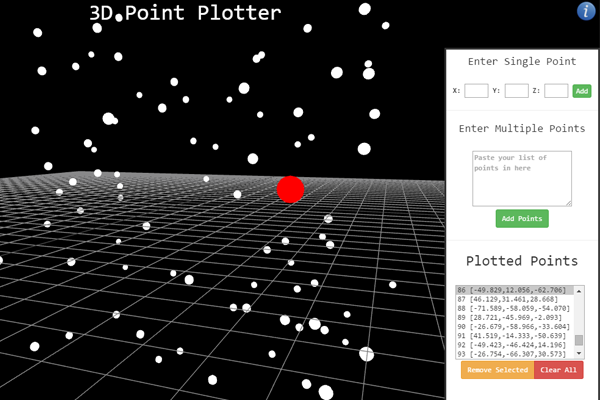 3D Point Plotter
i
Enter Single Point
X: Y: Z: Add
Enter Multiple Points
Paste your list of
points in here
Add Points
Plotted Points
86 [-49.829,12.056,-62.706]
87 [46.129,31.461,28.668]
88 [-71.589,-58.059,-54.070]
89 [28.721,-45.969,-2.093]
90 [-26.679,-58.966,-33.604]
91 [41.519,-14.333,-50.639]
92 [-49.423,-46.424,14.196]
93 [-26.754,-66.307,30.573]
Remove Selected Clear All